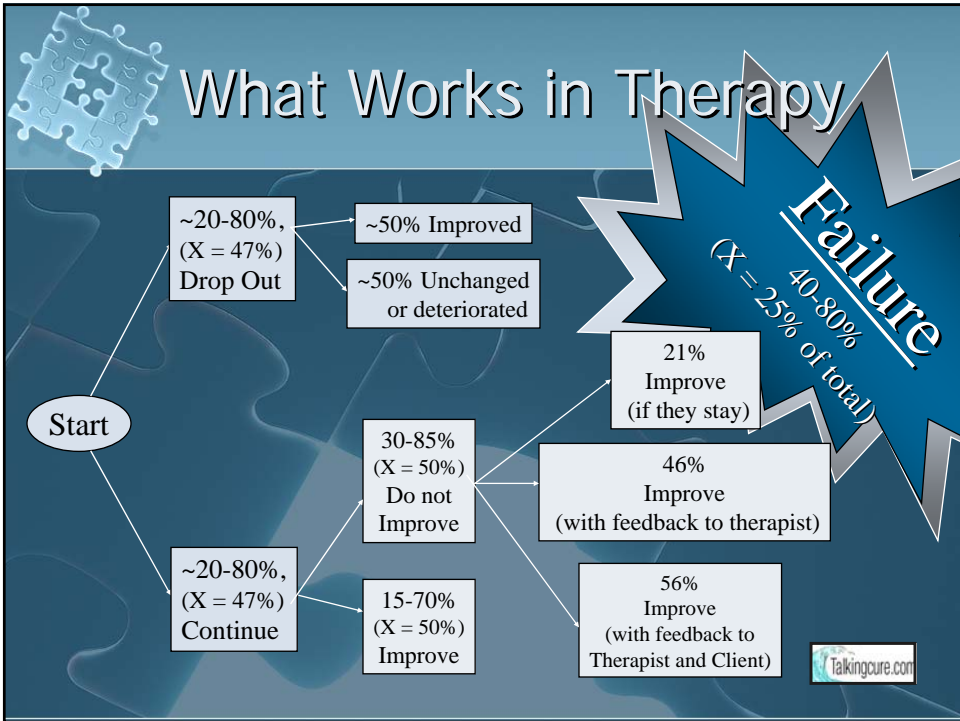 What Works in Therapy
Failure
40-80%
(X = 25% of total)
~20-80%,
(X = 47%)
Drop Out
~50% Improved
~50% Unchanged
or deteriorated
Start
~20-80%,
(X = 47%)
Continue
30-85%
(X = 50%)
Do not
Improve
15-70%
(X = 50%)
Improve
21%
Improve
(if they stay)
46%
Improve
(with feedback to therapist)
56%
Improve
(with feedback to
Therapist and Client)
Talkingcure.com